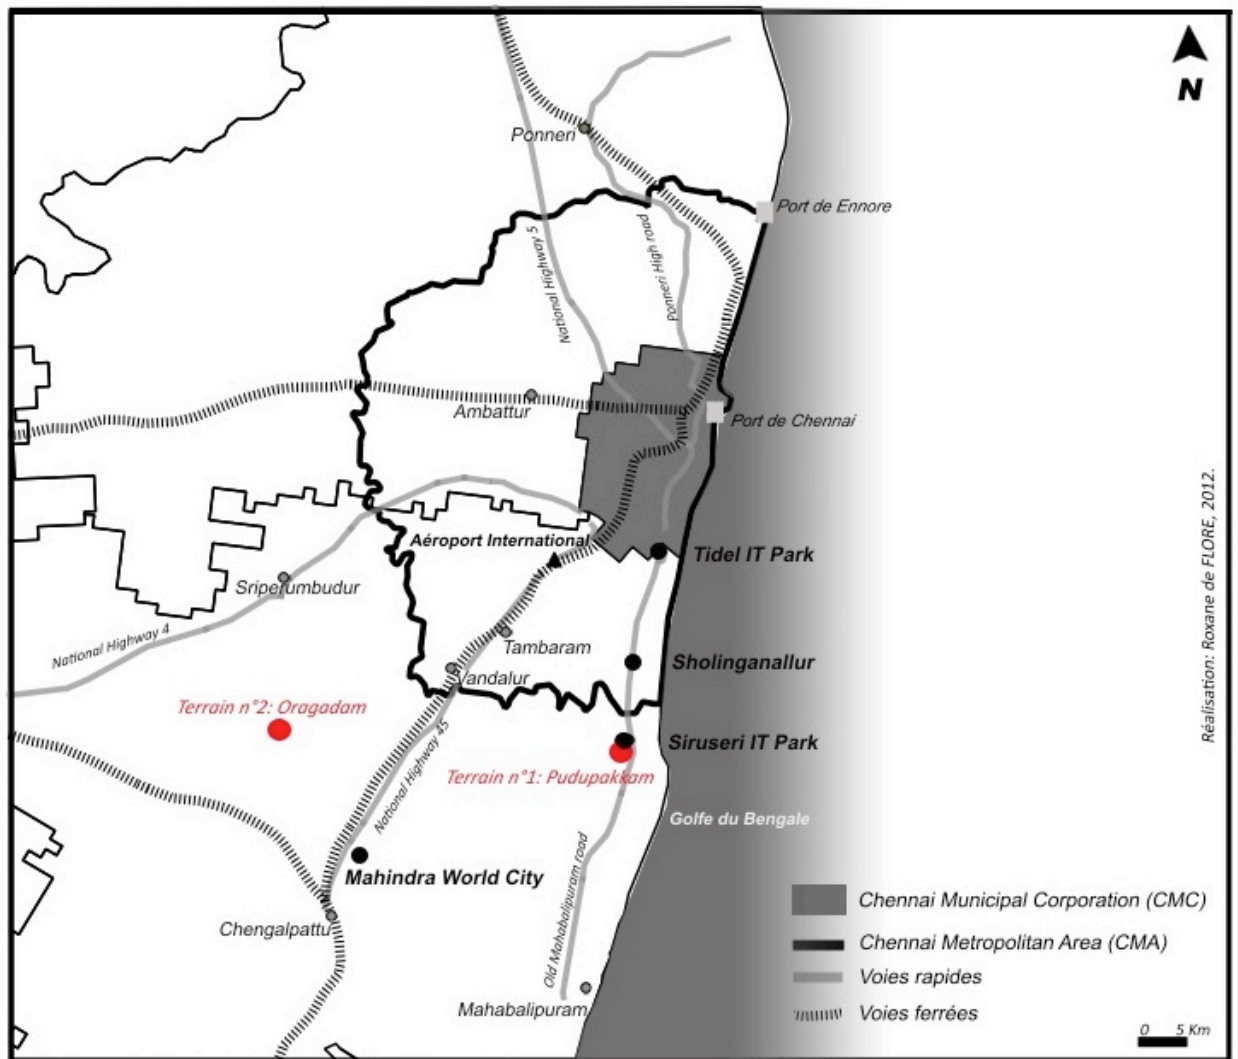 N
Ponneri
Port de Ennore
National Highway 5
Ponneri High road
Ambattur
Port de Chennai
Aéroport International
Tidel IT Park
Sriperumbudur
National Highway 4
Tambaram
Sholinganallur
Vandalur
Terrain n°2: Oragadam
Siruseri IT Park
Terrain n°1: Pudupakkam
National Highway 45
Golfe du Bengale
Mahindra World City
Chengalpattu
Old Mahabalipuram road
Mahabalipuram
Chennai Municipal Corporation (CMC)
Chennai Metropolitan Area (CMA)
Voies rapides
Voies ferrées
0 5 Km
Réalisation: Roxane de FLORE, 2012.